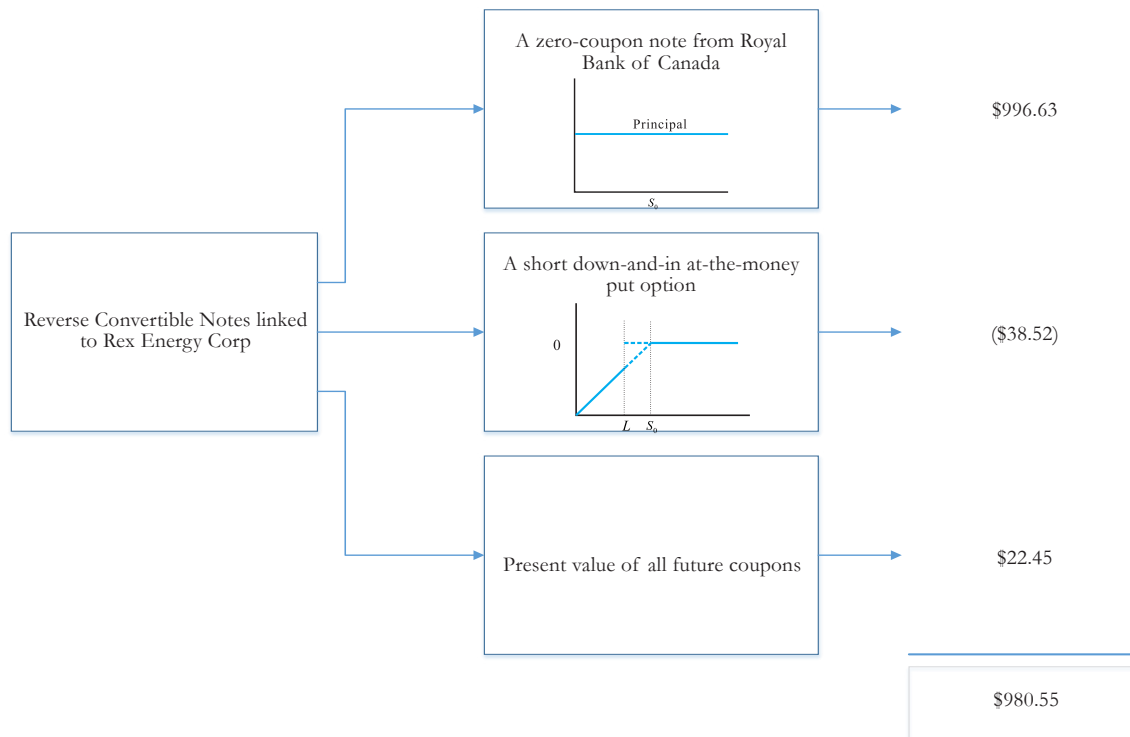 A zero-coupon note from Royal
Bank of Canada
Principal
S₀
$996.63
Reverse Convertible Notes linked
to Rex Energy Corp
A short down-and-in at-the-money
put option
0
L S₀
($38.52)
Present value of all future coupons
$22.45
$980.55